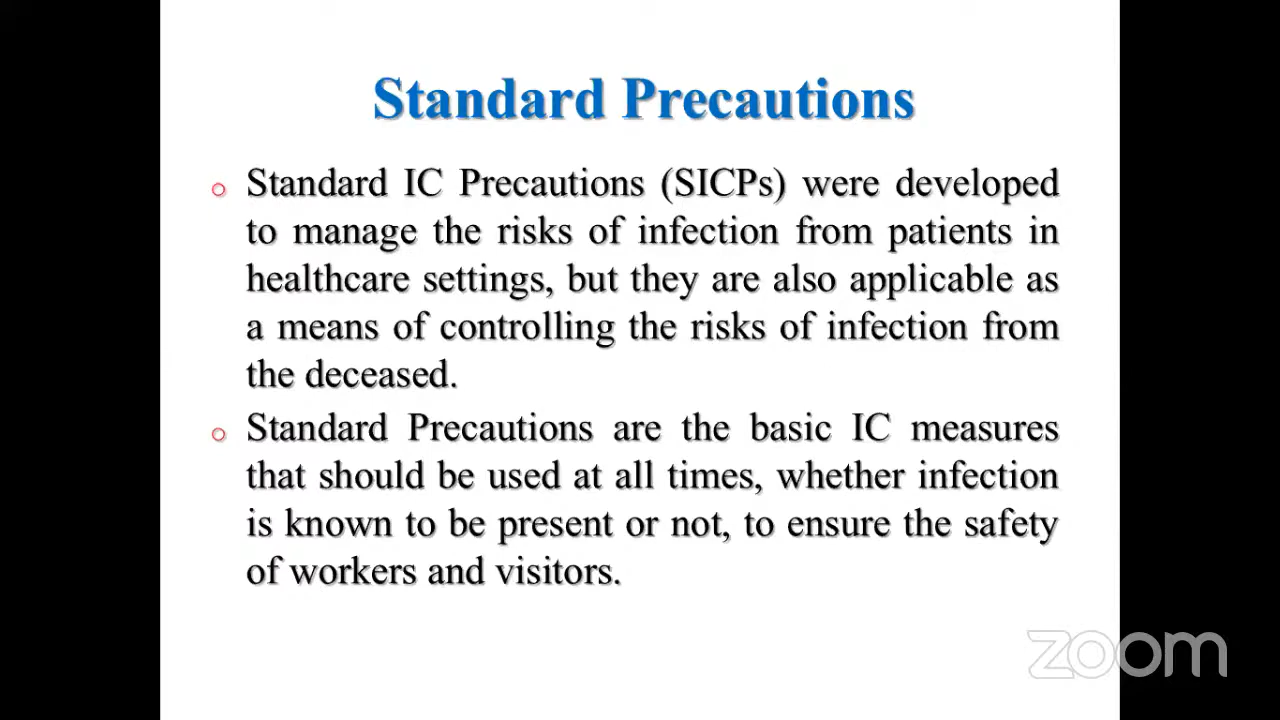 Standard Precautions
Standard IC Precautions (SICPs) were developed
to manage the risks of infection from patients in
healthcare settings, but they are also applicable as
a means of controlling the risks of infection from
the deceased.
Standard Precautions are the basic IC measures
that should be used at all times, whether infection
is known to be present or not, to ensure the safety
of workers and visitors.
zoom